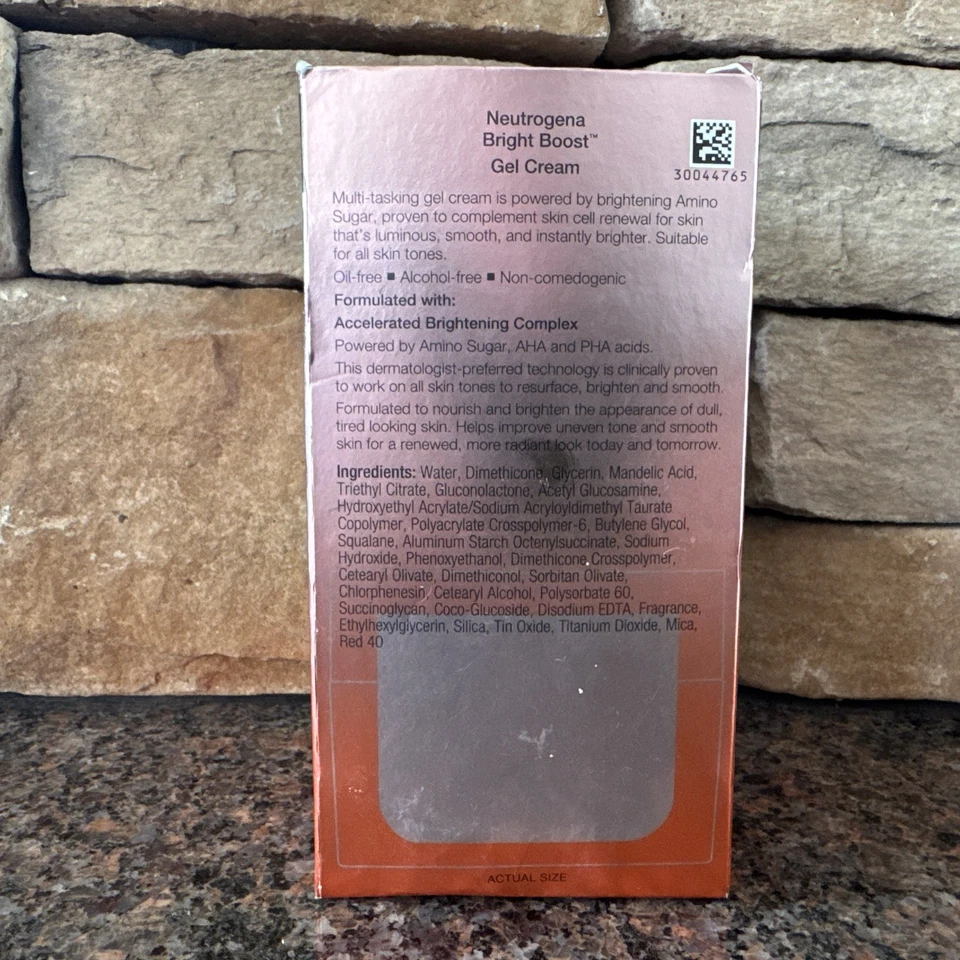 Neutrogena
Bright Boost™
Gel Cream
30044765
Multi-tasking gel cream is powered by brightening Amino
Sugar, proven to complement skin cell renewal for skin
that's luminous, smooth, and instantly brighter. Suitable
for all skin tones.
Oil-free ■ Alcohol-free ■ Non-comedogenic
Formulated with:
Accelerated Brightening Complex
Powered by Amino Sugar, AHA and PHA acids.
This dermatologist-preferred technology is clinically proven
to work on all skin tones to resurface, brighten and smooth.
Formulated to nourish and brighten the appearance of dull,
tired looking skin. Helps improve uneven tone and smooth
skin for a renewed, more radiant look today and tomorrow.
Ingredients: Water, Dimethicone, Glycerin, Mandelic Acid,
Triethyl Citrate, Gluconolactone, Acetyl Glucosamine,
Hydroxyethyl Acrylate/Sodium Acryloyldimethyl Taurate
Copolymer, Polyacrylate Crosspolymer-6, Butylene Glycol,
Squalane, Aluminum Starch Octenylsuccinate, Sodium
Hydroxide, Phenoxyethanol, Dimethicone Crosspolymer,
Cetearyl Olivate, Dimethiconol, Sorbitan Olivate,
Chlorphenesin, Cetearyl Alcohol, Polysorbate 60,
Succinoglycan, Coco-Glucoside, Disodium EDTA, Fragrance,
Ethylhexylglycerin, Silica, Tin Oxide, Titanium Dioxide, Mica,
Red 40
ACTUAL SIZE